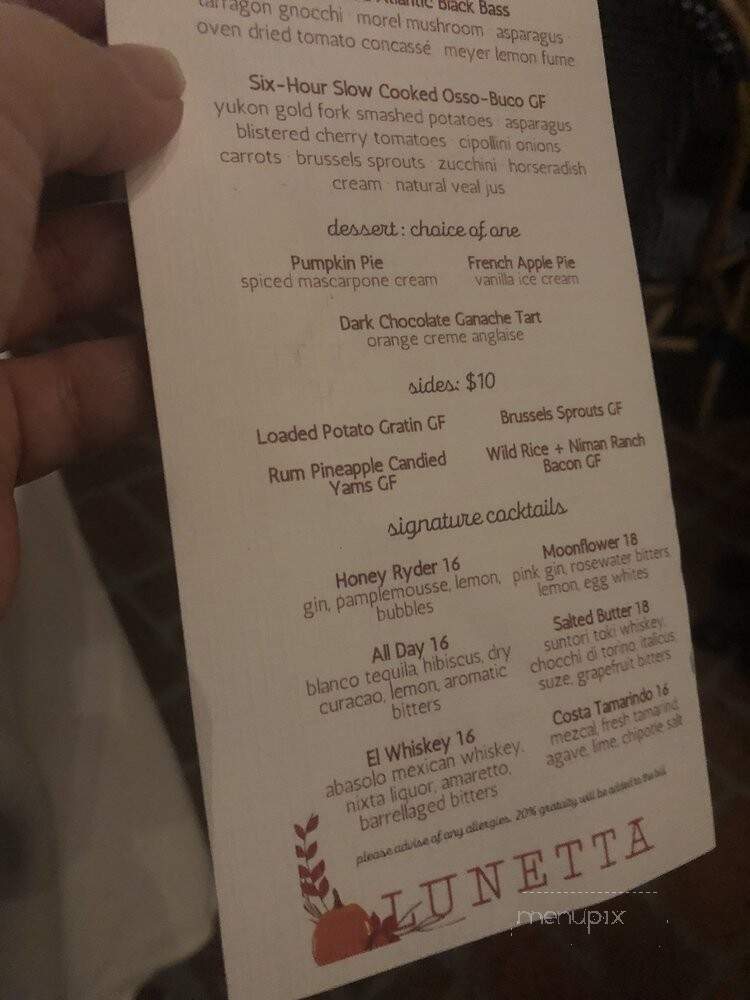 Atlantic Black Bass
tarragon gnocchi · morel mushroom · asparagus ·
oven dried tomato concassé · meyer lemon fume
Six-Hour Slow Cooked Osso-Buco GF
yukon gold fork smashed potatoes · asparagus
blistered cherry tomatoes · cipollini onions
carrots · brussels sprouts · zucchini · horseradish
cream · natural veal jus
dessert: choice of one
Pumpkin Pie
spiced mascarpone cream
French Apple Pie
vanilla ice cream
Dark Chocolate Ganache Tart
orange creme anglaise
sides: $10
Loaded Potato Gratin GF
Brussels Sprouts GF
Rum Pineapple Candied
Yams GF
Wild Rice + Niman Ranch
Bacon GF
signature cocktails
Honey Ryder 16
gin, pamplemousse, lemon,
bubbles
Moonflower 18
pink gin, rosewater bitters,
lemon, egg whites
All Day 16
blanco tequila, hibiscus, dry
curacao, lemon, aromatic
bitters
Salted Butter 18
suntori toki whiskey,
chocchi di torino, italicus,
suze, grapefruit bitters
El Whiskey 16
abasolo mexican whiskey,
nixta liquor, amaretto,
barrellaged bitters
Costa Tamarindo 16
mezcal, fresh tamarind,
agave, lime, chipotle salt
please advise of any allergies. 20% gratuity will be added to the bill
LUNETTA
menupix